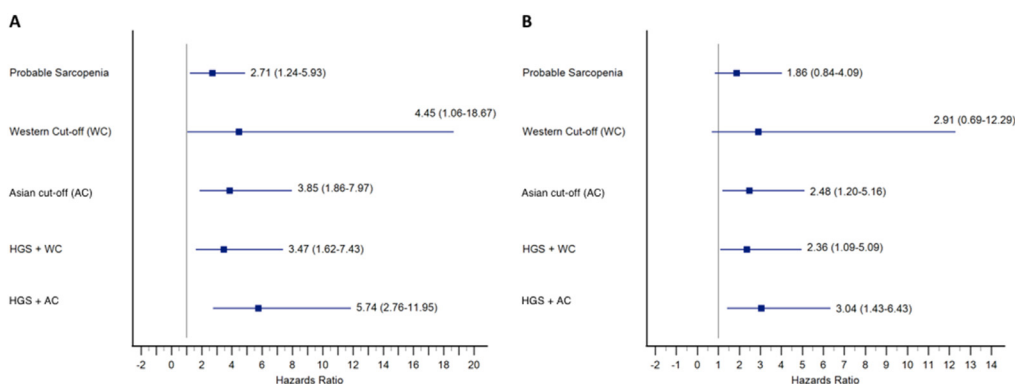 A
Probable Sarcopenia
2.71 (1.24-5.93)
4.45 (1.06-18.67)
Western Cut-off (WC)
Asian cut-off (AC)
3.85 (1.86-7.97)
HGS + WC
3.47 (1.62-7.43)
HGS + AC
5.74 (2.76-11.95)
-2 0 2 4 6 8 10 12 14 16 18 20
Hazards Ratio
B
Probable Sarcopenia
1.86 (0.84-4.09)
2.91 (0.69-12.29)
Western Cut-off (WC)
Asian cut-off (AC)
2.48 (1.20-5.16)
HGS + WC
2.36 (1.09-5.09)
HGS + AC
3.04 (1.43-6.43)
-2 -1 0 1 2 3 4 5 6 7 8 9 10 11 12 13 14
Hazards Ratio